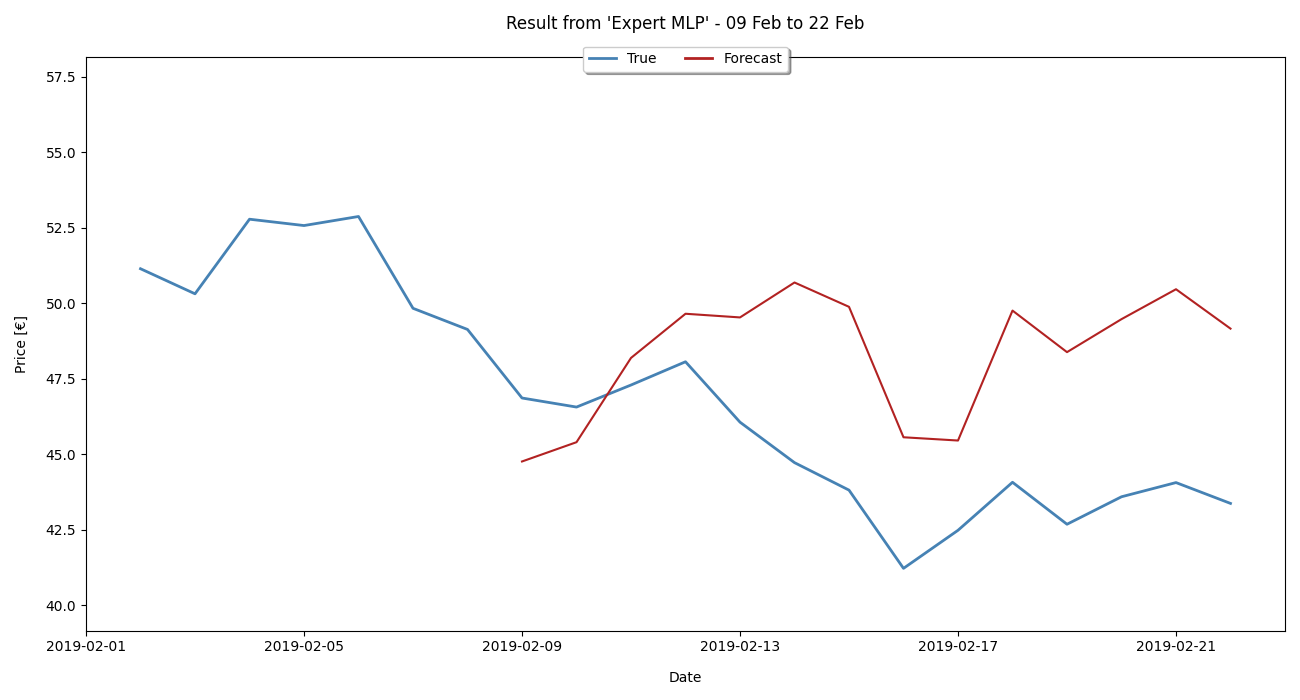 Result from 'Expert MLP' - 09 Feb to 22 Feb
True Forecast
57.5
55.0
52.5
50.0
47.5
45.0
42.5
40.0
Price [€]
2019-02-01 2019-02-05 2019-02-09 2019-02-13 2019-02-17 2019-02-21
Date